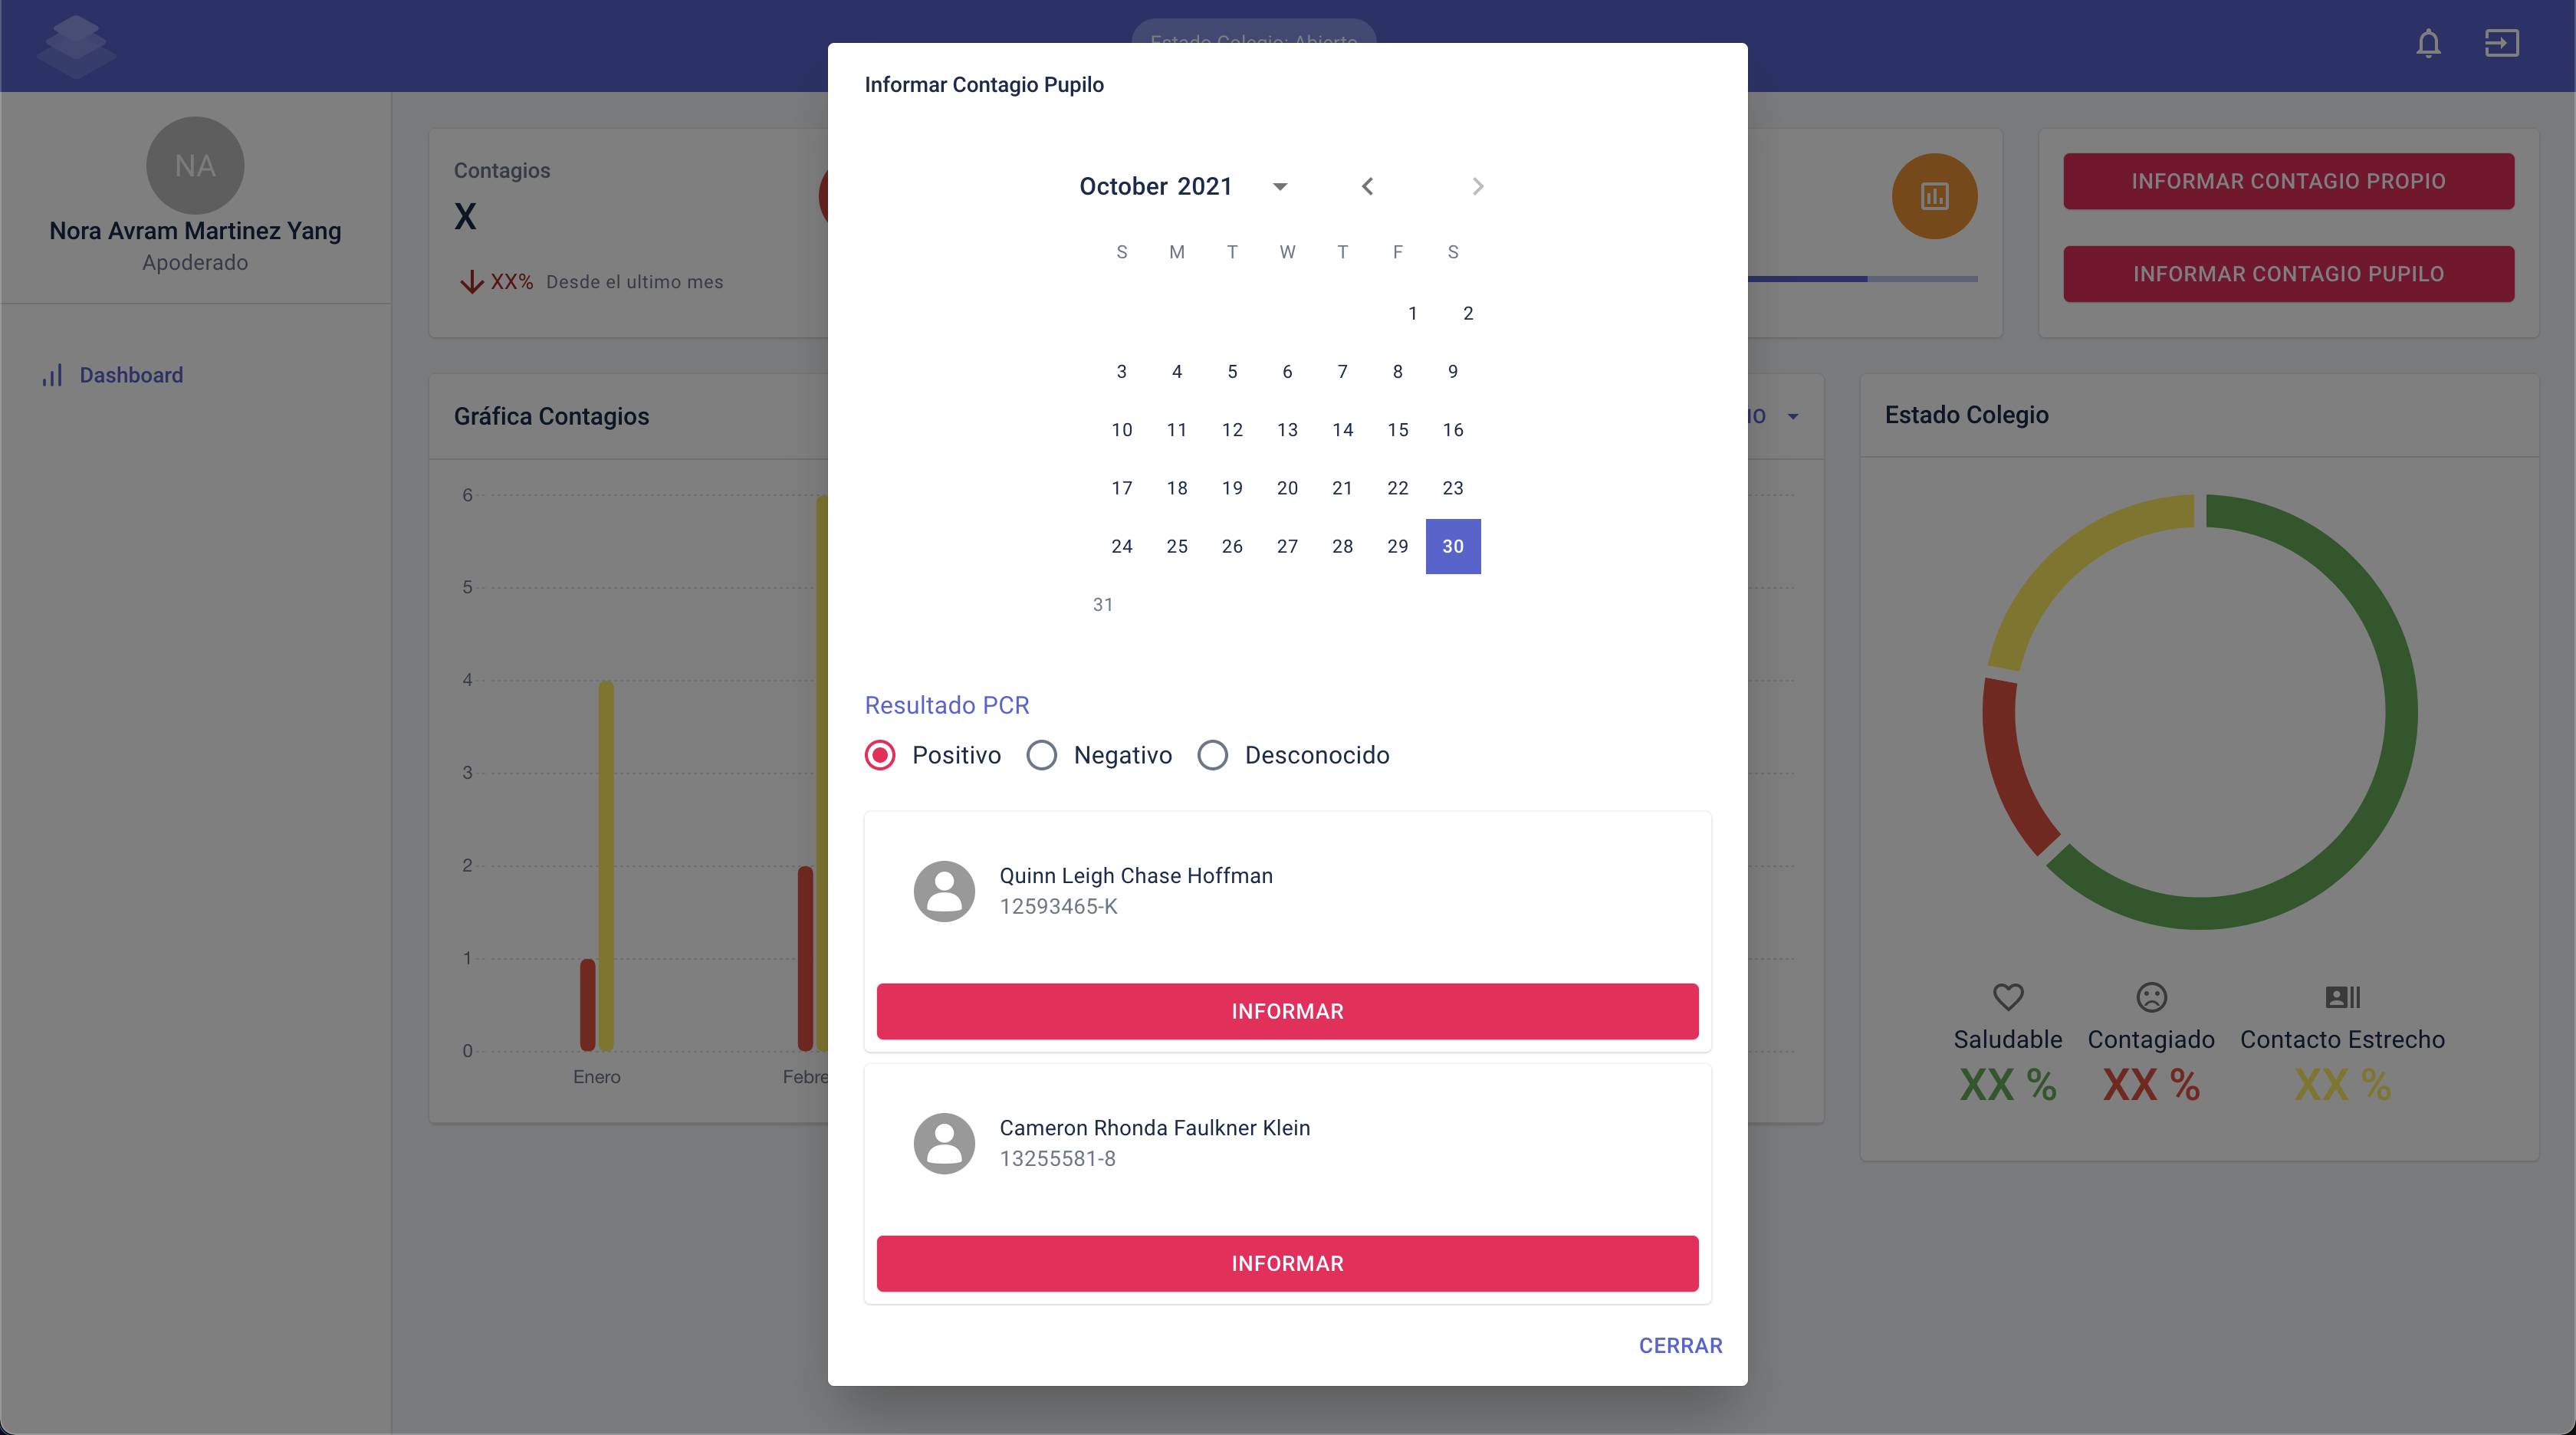 Estado Colegio: Abierto
NA
Nora Avram Martinez Yang
Apoderado
Dashboard
Contagios
X
XX% Desde el ultimo mes
INFORMAR CONTAGIO PROPIO
INFORMAR CONTAGIO PUPILO
Gráfica Contagios
6
5
4
3
2
1
0
Enero
Febre
IO
Estado Colegio
Saludable
XX %
Contagiado
XX %
Contacto Estrecho
XX %
Informar Contagio Pupilo
October 2021
S M T W T F S
1 2
3 4 5 6 7 8 9
10 11 12 13 14 15 16
17 18 19 20 21 22 23
24 25 26 27 28 29 30
31
Resultado PCR
Positivo Negativo Desconocido
Quinn Leigh Chase Hoffman
12593465-K
INFORMAR
Cameron Rhonda Faulkner Klein
13255581-8
INFORMAR
CERRAR